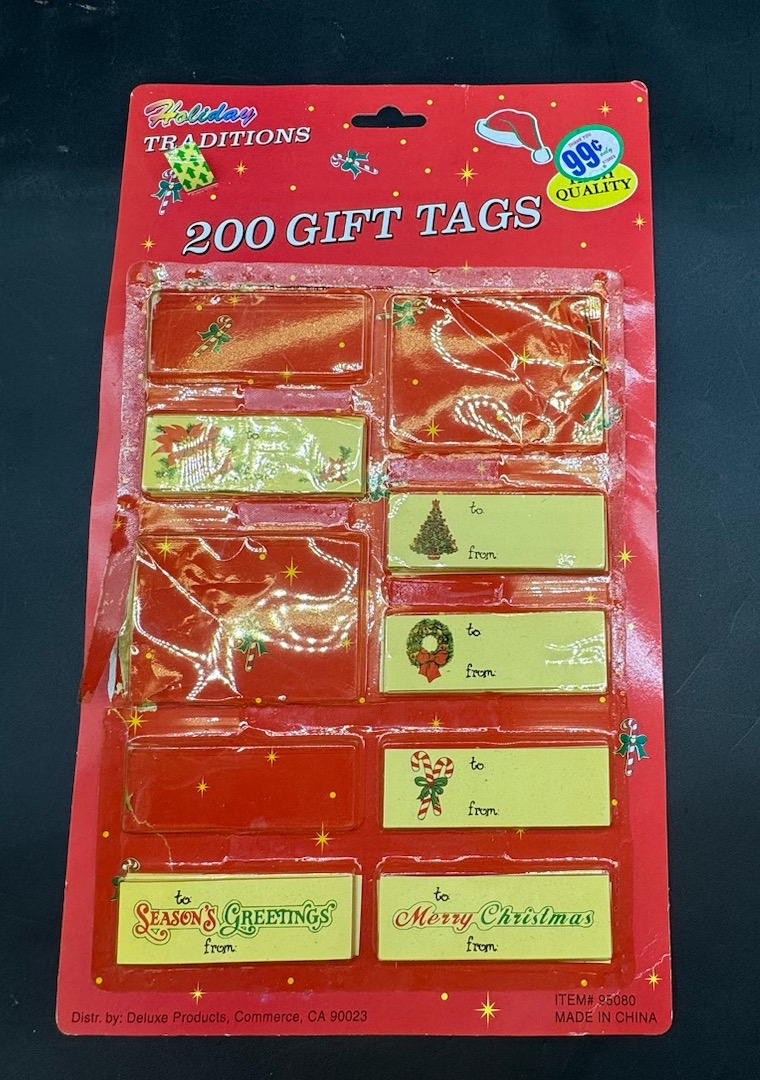 Holiday
TRADITIONS
99¢
QUALITY
200 GIFT TAGS
to
to
from
to
from:
to
from:
to
SEASON'S GREETINGS
from:
to
Merry Christmas
from:
ITEM# 95080
Distr. by: Deluxe Products, Commerce, CA 90023
MADE IN CHINA